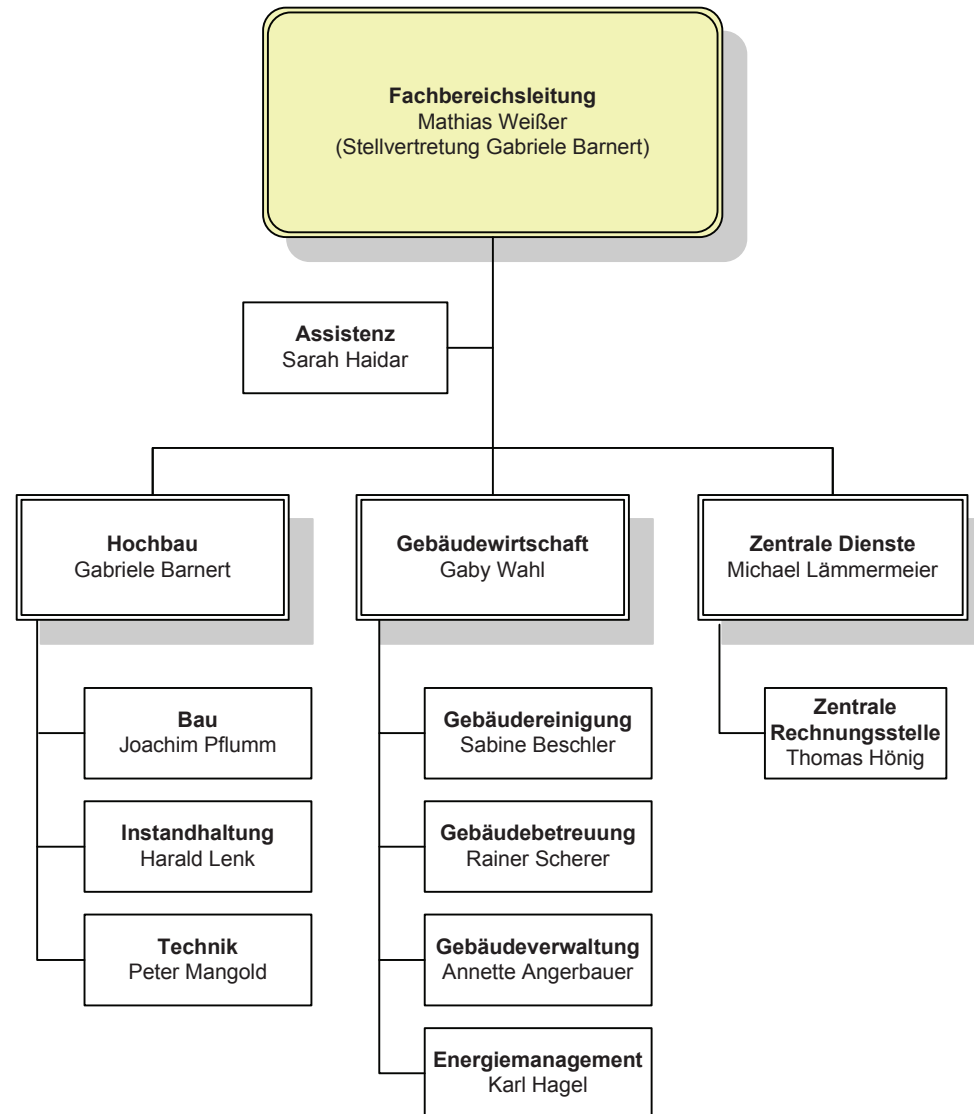 Fachbereichsleitung
Mathias Weißer
(Stellvertretung Gabriele Barnert)
Assistenz
Sarah Haidar
Hochbau
Gabriele Barnert
Gebäudewirtschaft
Gaby Wahl
Zentrale Dienste
Michael Lämmermeier
Bau
Joachim Pflumm
Instandhaltung
Harald Lenk
Technik
Peter Mangold
Gebäudereinigung
Sabine Beschler
Gebäudebetreuung
Rainer Scherer
Gebäudeverwaltung
Annette Angerbauer
Energiemanagement
Karl Hagel
Zentrale
Rechnungsstelle
Thomas Hönig